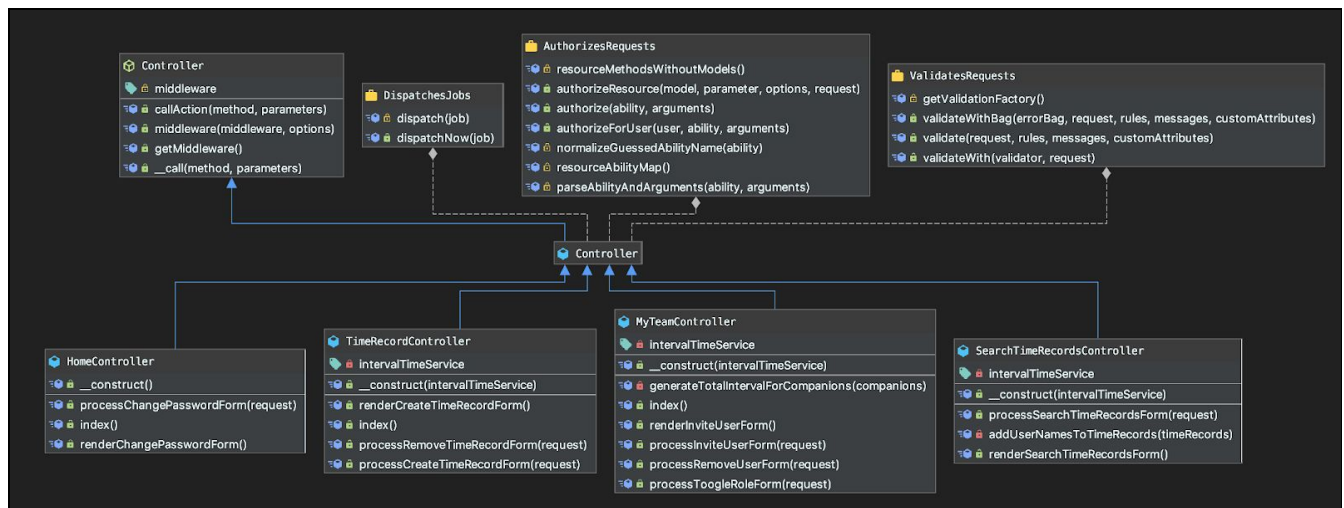 Controller
middleware
callAction(method, parameters)
middleware(middleware, options)
getMiddleware()
__call(method, parameters)
DispatchesJobs
dispatch(job)
dispatchNow(job)
AuthorizesRequests
resourceMethodsWithoutModels()
authorizeResource(model, parameter, options, request)
authorize(ability, arguments)
authorizeForUser(user, ability, arguments)
normalizeGuessedAbilityName(ability)
resourceAbilityMap()
parseAbilityAndArguments(ability, arguments)
ValidatesRequests
getValidationFactory()
validateWithBag(errorBag, request, rules, messages, customAttributes)
validate(request, rules, messages, customAttributes)
validateWith(validator, request)
Controller
HomeController
__construct()
processChangePasswordForm(request)
index()
renderChangePasswordForm()
TimeRecordController
intervalTimeService
__construct(intervalTimeService)
renderCreateTimeRecordForm()
index()
processRemoveTimeRecordForm(request)
processCreateTimeRecordForm(request)
MyTeamController
intervalTimeService
__construct(intervalTimeService)
generateTotalIntervalForCompanions(companions)
index()
renderInviteUserForm()
processInviteUserForm(request)
processRemoveUserForm(request)
processToogleRoleForm(request)
SearchTimeRecordsController
intervalTimeService
__construct(intervalTimeService)
processSearchTimeRecordsForm(request)
addUserNamesToTimeRecords(timeRecords)
renderSearchTimeRecordsForm()